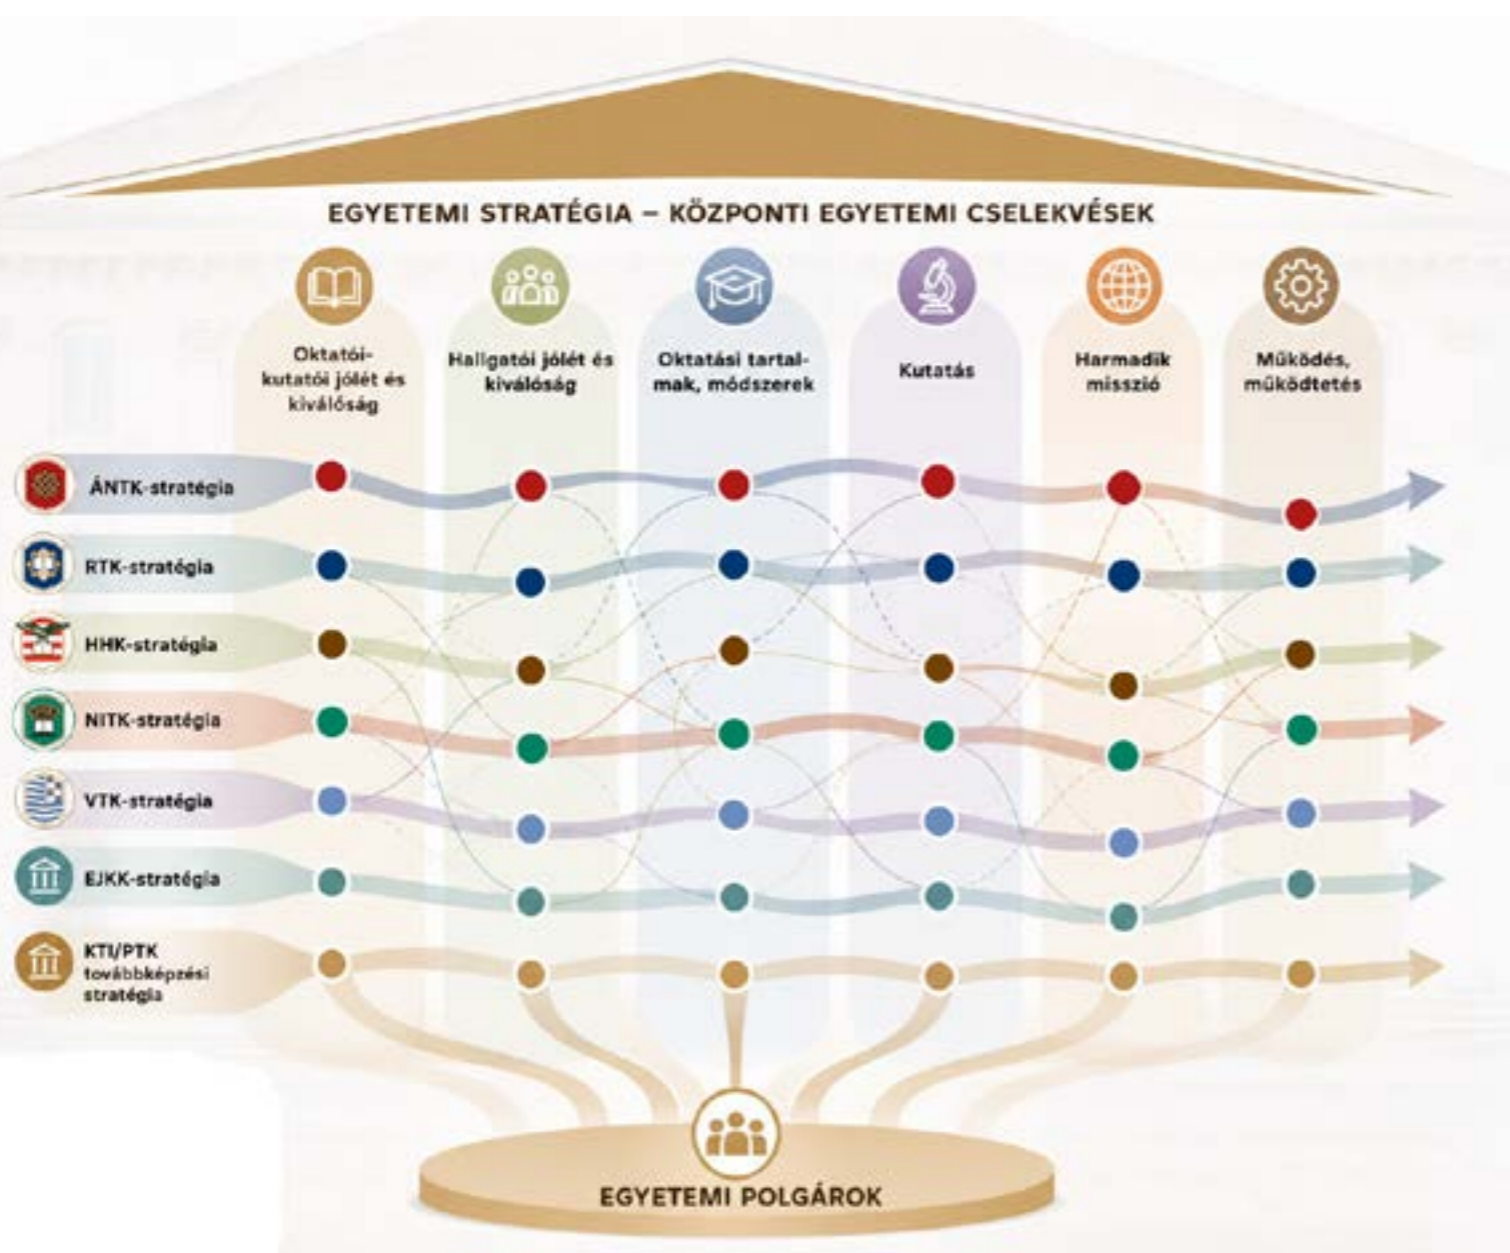 EGYETEMI STRATÉGIA – KÖZPONTI EGYETEMI CSELEKVÉSEK
Oktatói-
kutatói jólét és
kiválóság
Hallgatói jólét és
kiválóság
Oktatási tartal-
mak, módszerek
Kutatás
Harmadik
misszió
Működés,
működtetés
ÁNTK-stratégia
RTK-stratégia
HHK-stratégia
NITK-stratégia
VTK-stratégia
EJKK-stratégia
KTI/PTK
továbbképzési
stratégia
EGYETEMI POLGÁROK